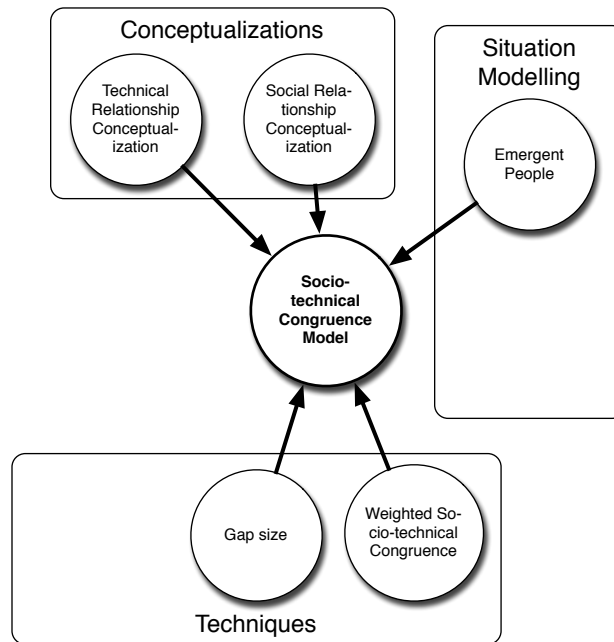 Conceptualizations
Technical
Relationship
Conceptual-
ization
Social Rela-
tionship
Conceptual-
ization
Situation
Modelling
Emergent
People
Socio-
technical
Congruence
Model
Gap size
Weighted So-
cio-technical
Congruence
Techniques